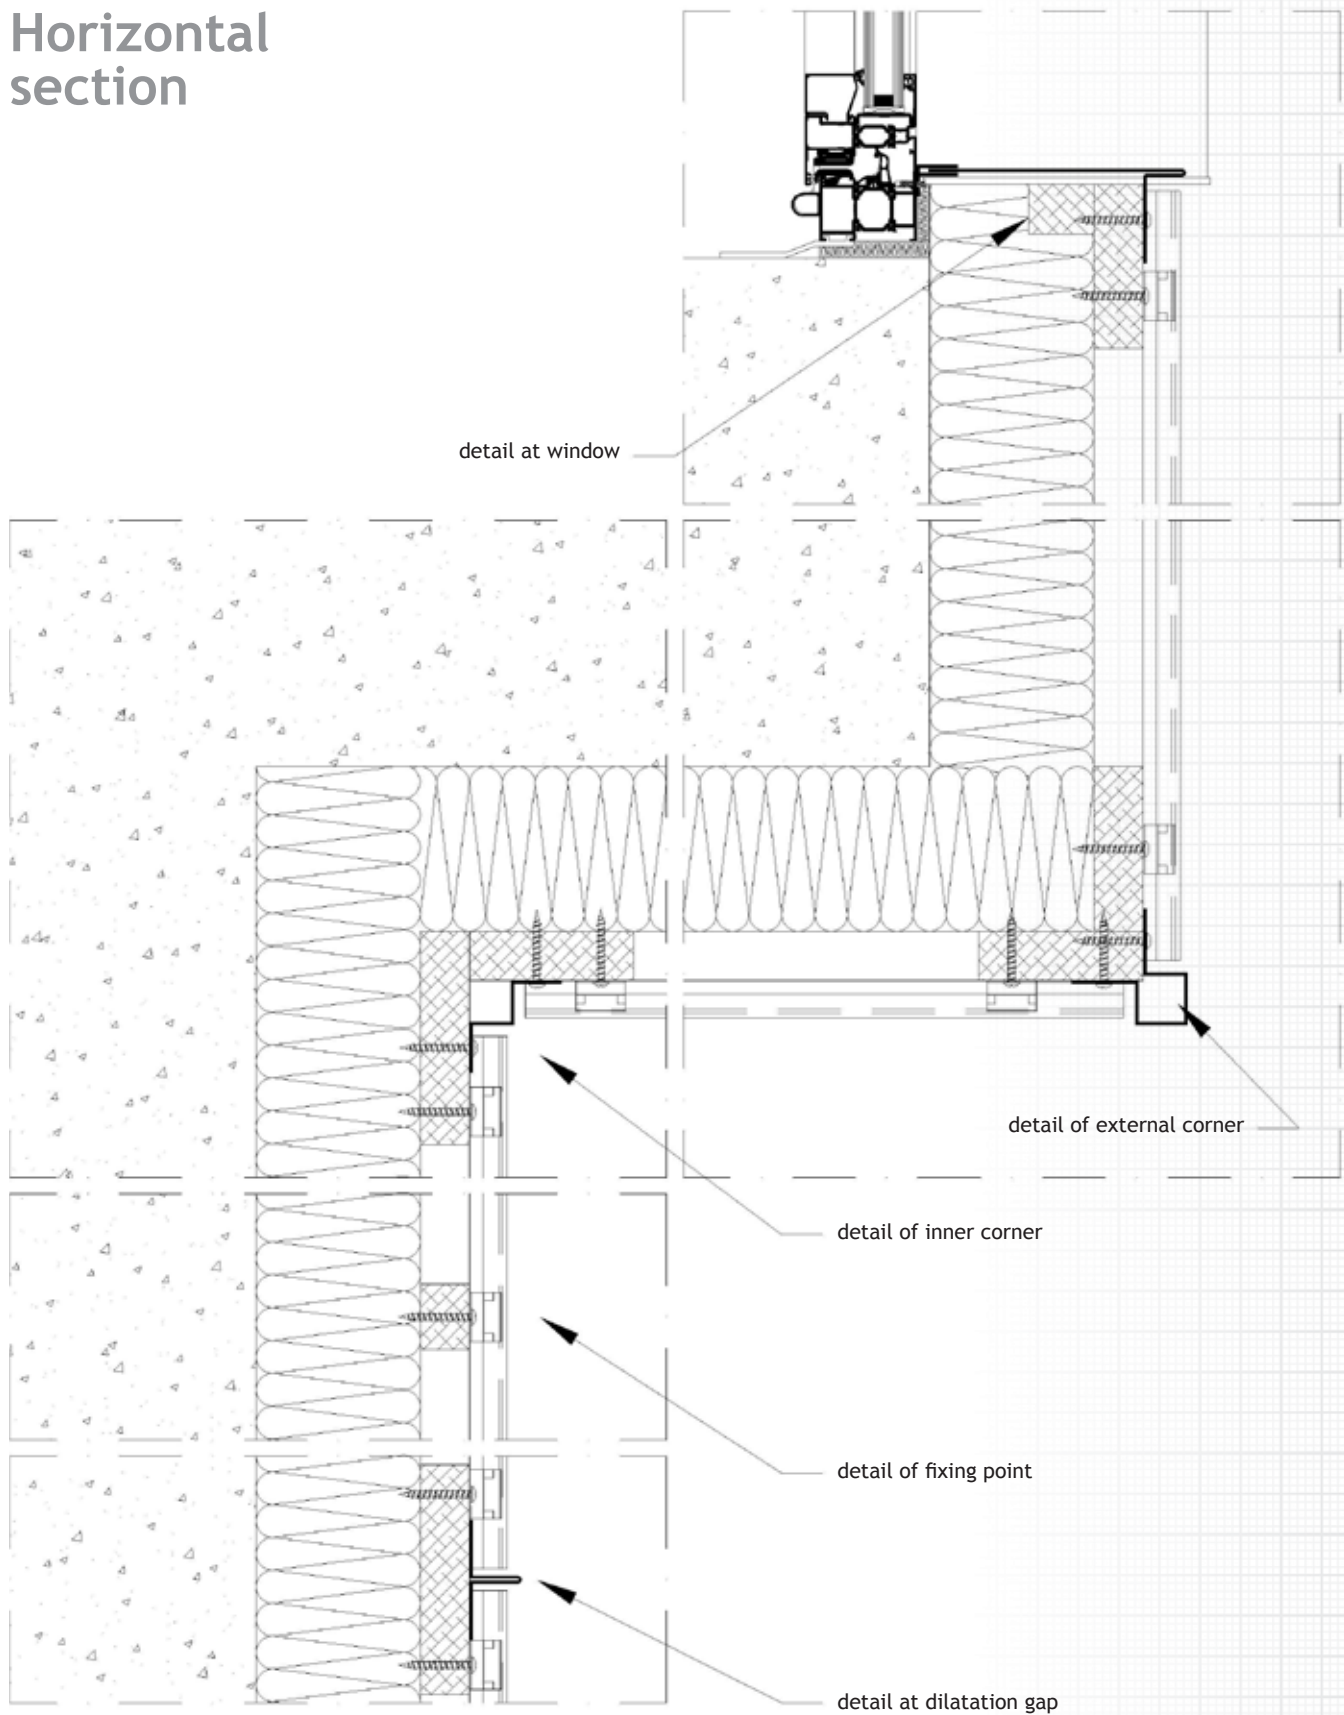 Horizontal
section
detail at window
detail of external corner
detail of inner corner
detail of fixing point
detail at dilatation gap